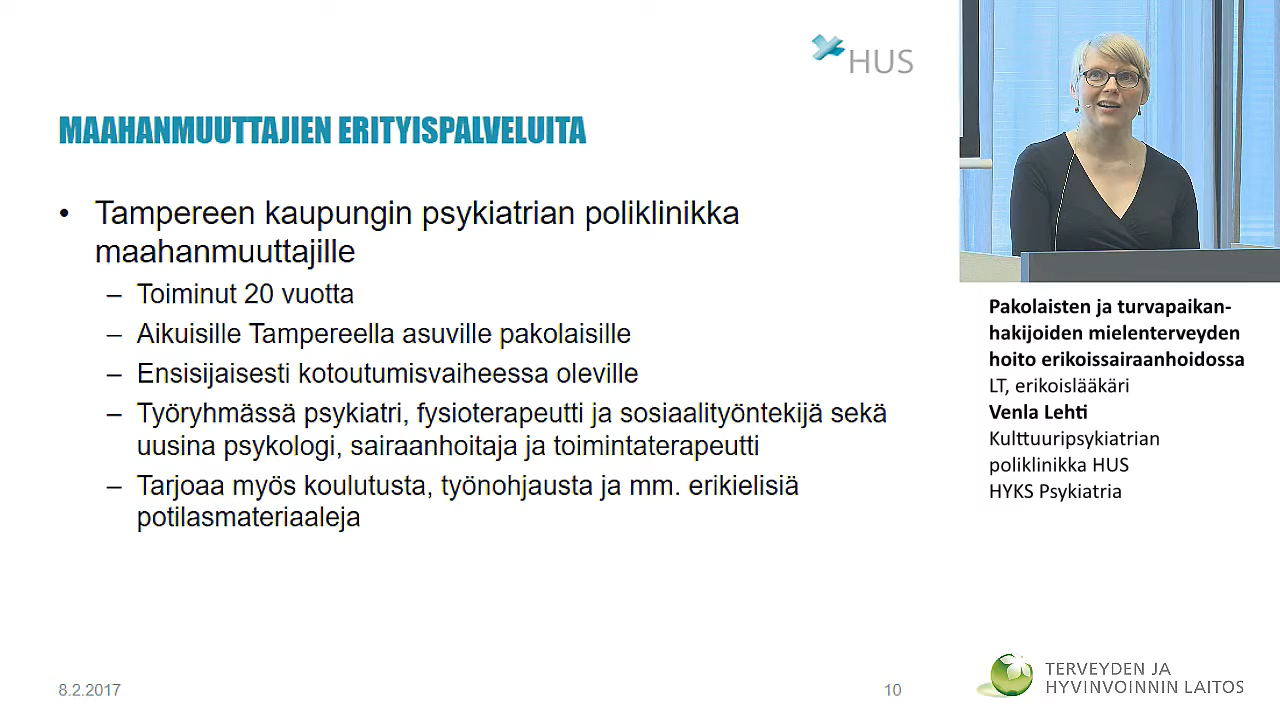 HUS
MAAHANMUUTTAJIEN ERITYISPALVELUITA
• Tampereen kaupungin psykiatrian poliklinikka
maahanmuuttajille
– Toiminut 20 vuotta
– Aikuisille Tampereella asuville pakolaisille
– Ensisijaisesti kotoutumisvaiheessa oleville
– Työryhmässä psykiatri, fysioterapeutti ja sosiaalityöntekijä sekä
uusina psykologi, sairaanhoitaja ja toimintaterapeutti
– Tarjoaa myös koulutusta, työnohjausta ja mm. erikielisiä
potilasmateriaaleja
8.2.2017
10
Pakolaisten ja turvapaikan-
hakijoiden mielenterveyden
hoito erikoissairaanhoidossa
LT, erikoislääkäri
Venla Lehti
Kulttuuripsykiatrian
poliklinikka HUS
HYKS Psykiatria
TERVEYDEN JA
HYVINVOINNIN LAITOS